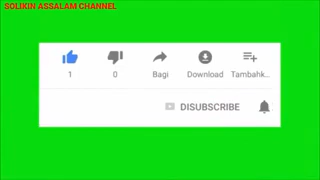 SOLIKIN ASSALAM CHANNEL
1 0 Bagi Download Tambahk..
DISUBSCRIBE